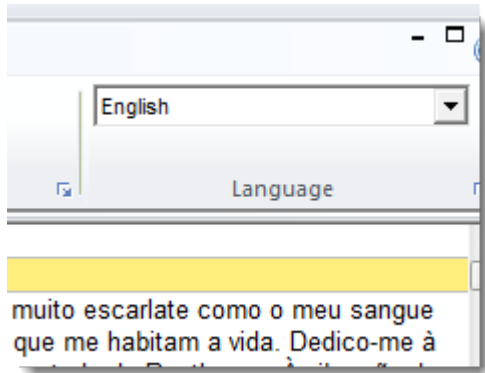 English
Language
muito escarlate como o meu sangue
que me habitam a vida. Dedico-me à